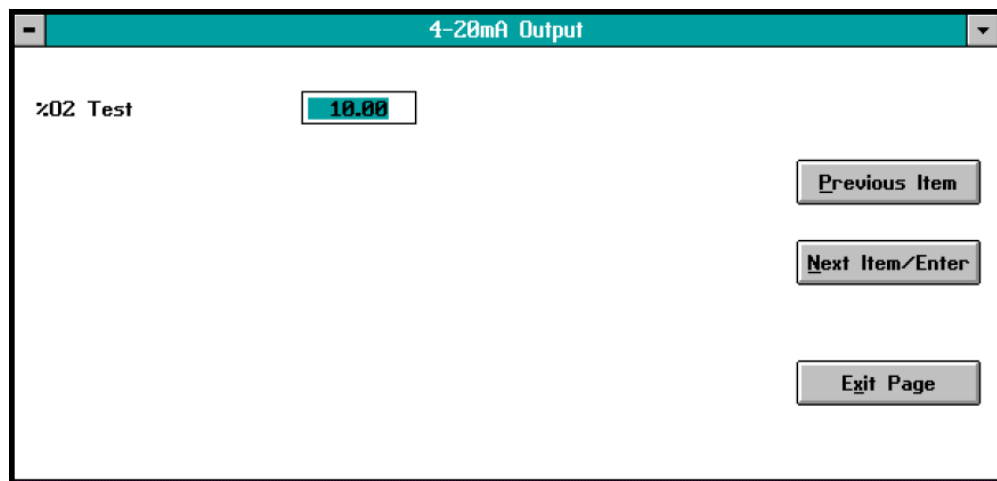 4-20mA Output
%O2 Test 10.00
Previous Item
Next Item/Enter
Exit Page